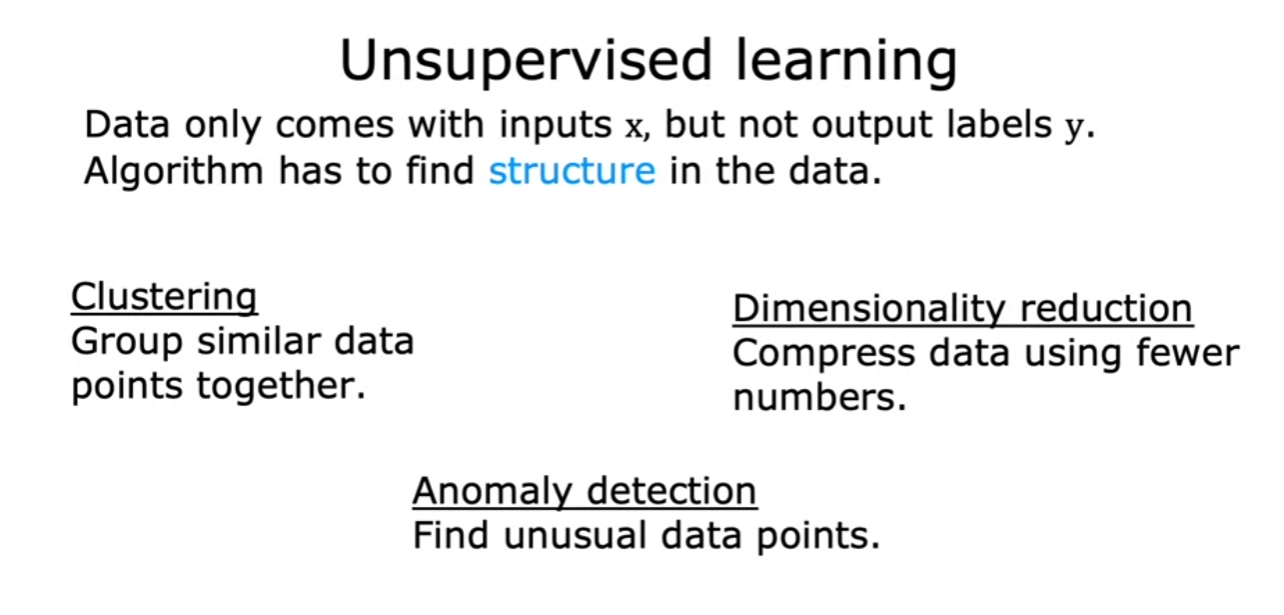 Unsupervised learning
Data only comes with inputs x, but not output labels y.
Algorithm has to find structure in the data.
Clustering
Group similar data
points together.
Dimensionality reduction
Compress data using fewer
numbers.
Anomaly detection
Find unusual data points.